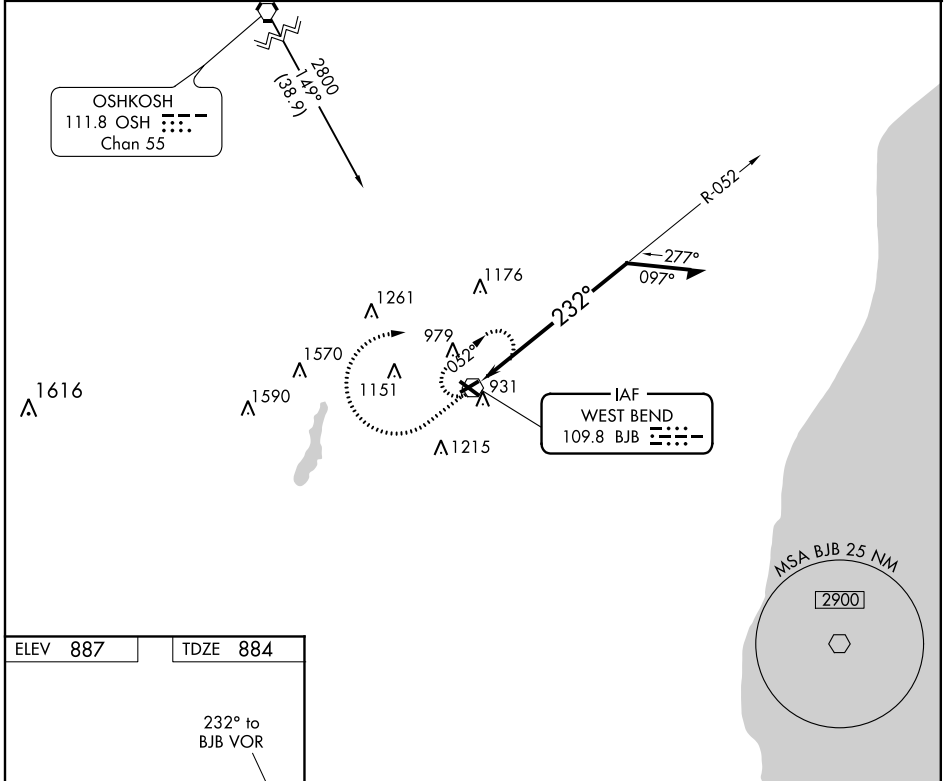 2800
149°
(38.9)
OSHKOSH
111.8 OSH
Chan 55
R-052
277°
097°
232°
1176
1261
979
052°
1570
1151
931
1616
1590
1215
IAF
WEST BEND
109.8 BJB
MSA BJB 25 NM
2900
ELEV 887
TDZE 884
232° to
BJB VOR